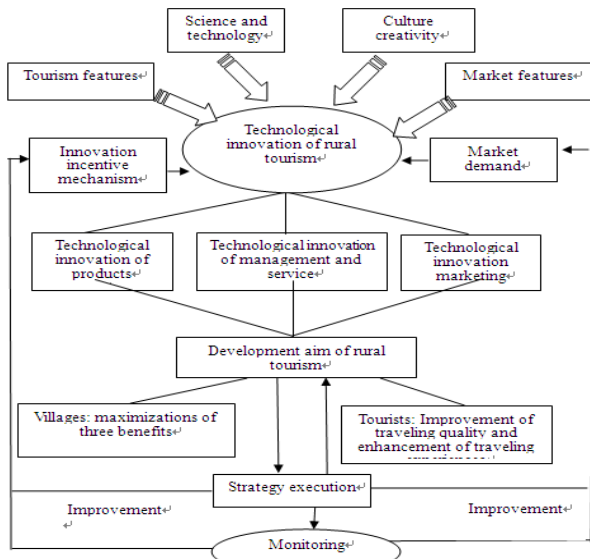 Science and
technology↵
Culture
creativity↵
Tourism features↵
Market features↵
Technological
innovation of rural
tourism↵
Innovation
incentive
mechanism↵
Market
demand↵
Technological
innovation of
products↵
Technological innovation
of management and
service↵
Technological
innovation
marketing↵
Development aim of rural
tourism↵
Villages: maximizations of
three benefits↵
Tourists: Improvement of
traveling quality and
enhancement of traveling
Strategy execution↵
Improvement↵
↵
Improvement↵
Monitoring↵